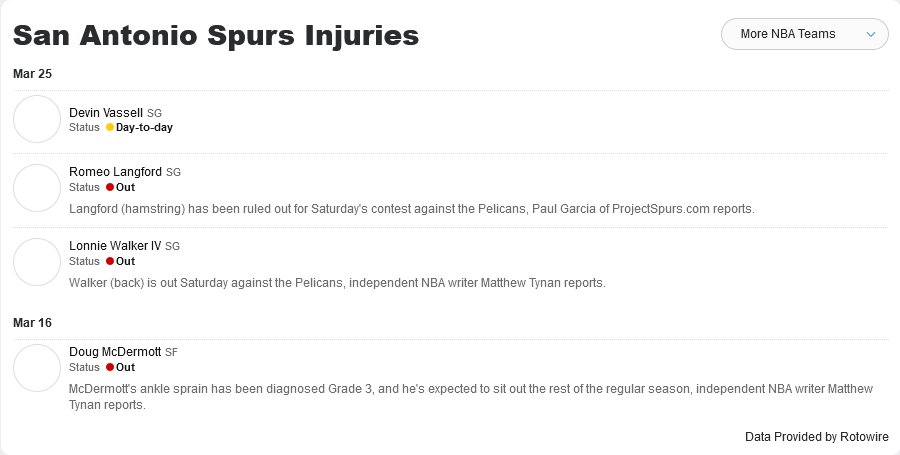 San Antonio Spurs Injuries
More NBA Teams
Mar 25
Devin Vassell SG
Status Day-to-day
Romeo Langford SG
Status Out
Langford (hamstring) has been ruled out for Saturday's contest against the Pelicans, Paul Garcia of ProjectSpurs.com reports.
Lonnie Walker IV SG
Status Out
Walker (back) is out Saturday against the Pelicans, independent NBA writer Matthew Tynan reports.
Mar 16
Doug McDermott SF
Status Out
McDermott's ankle sprain has been diagnosed Grade 3, and he's expected to sit out the rest of the regular season, independent NBA writer Matthew
Tynan reports.
Data Provided by Rotowire